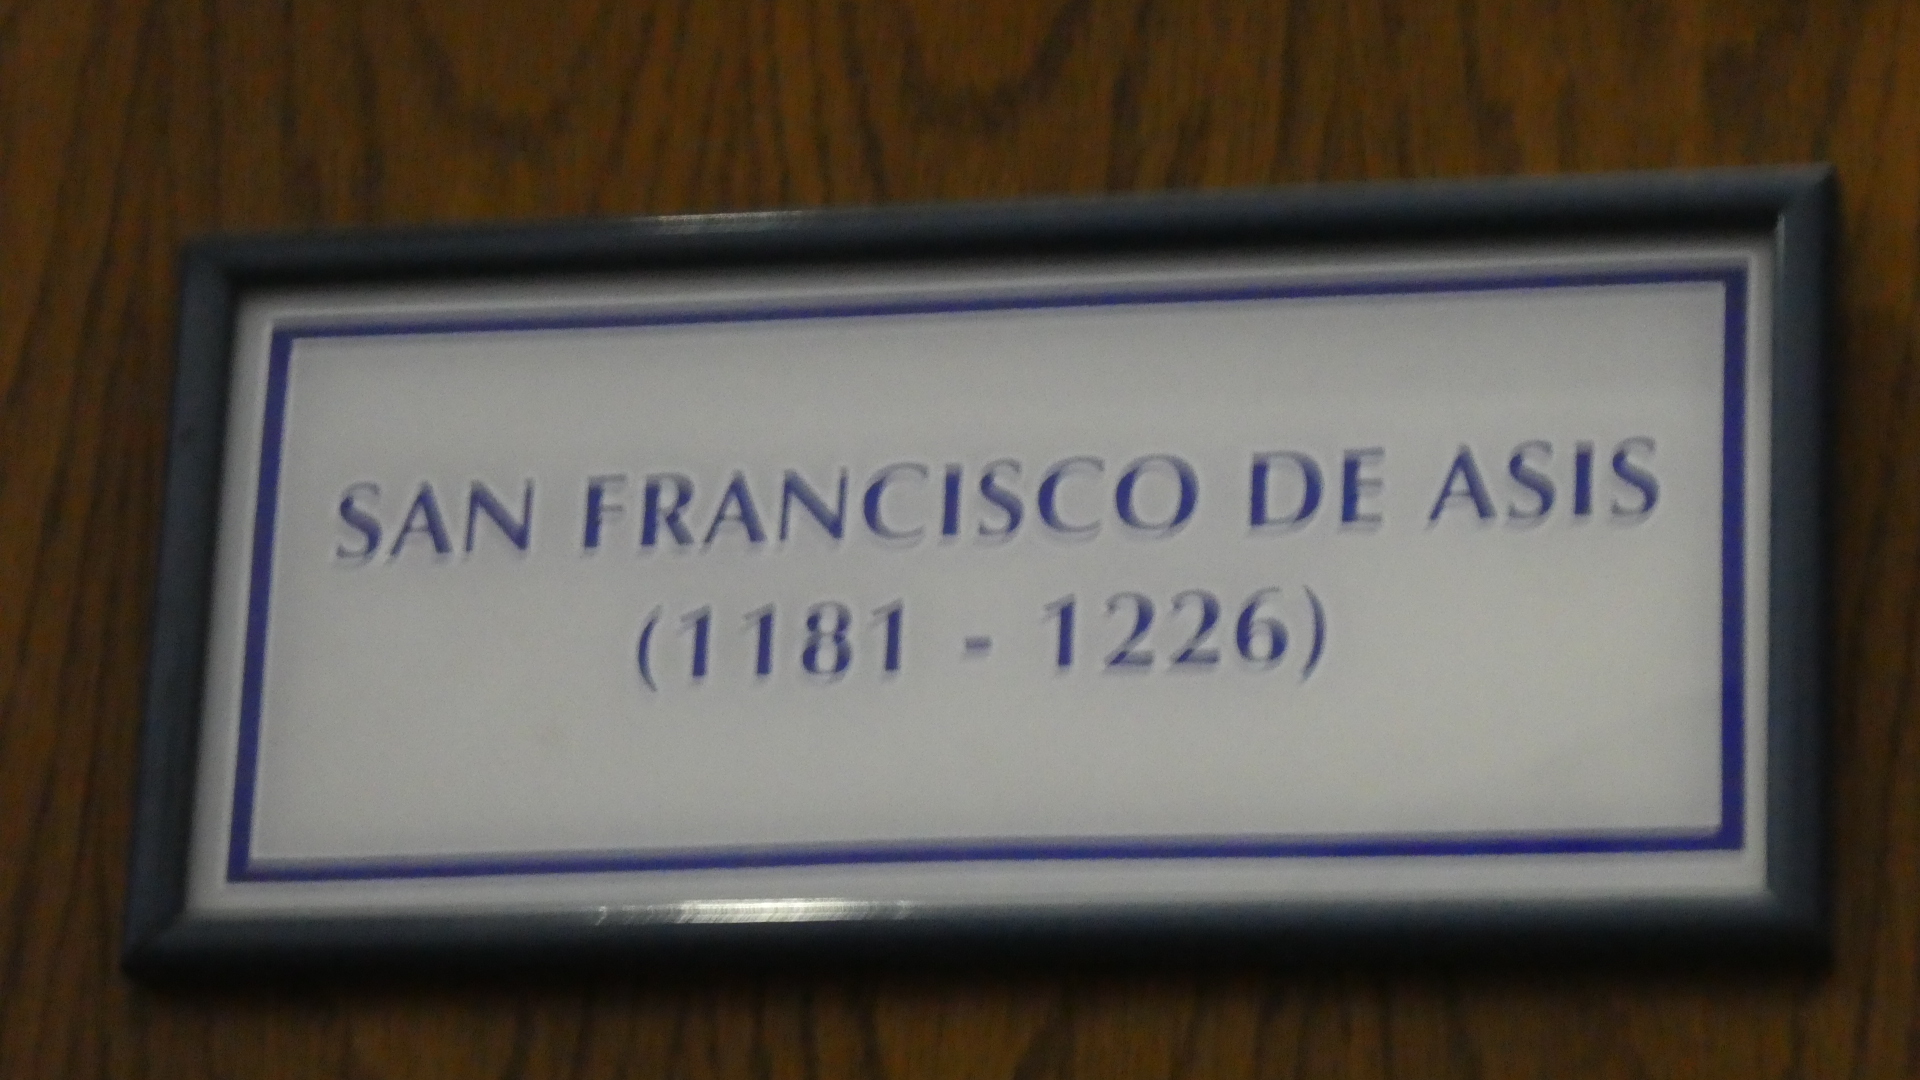 SAN FRANCISCO DE ASIS
(1181 - 1226)